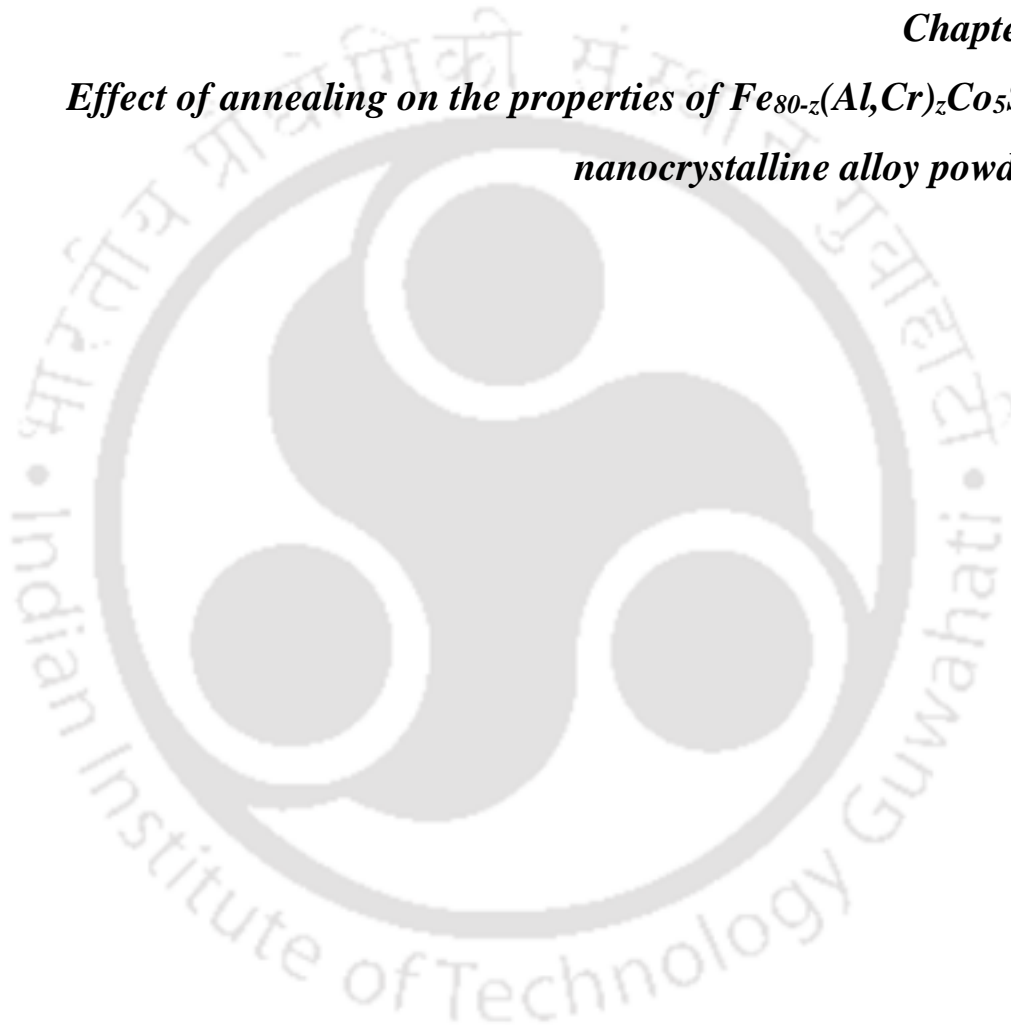 Chapte
Effect of annealing on the properties of Fe₈₀₋z(Al,Cr)zCo₅
nanocrystalline alloy powd
भारतीय प्रौद्योगिकी संस्थान गुवाहाटी
• Indian Institute of Technology Guwahati •